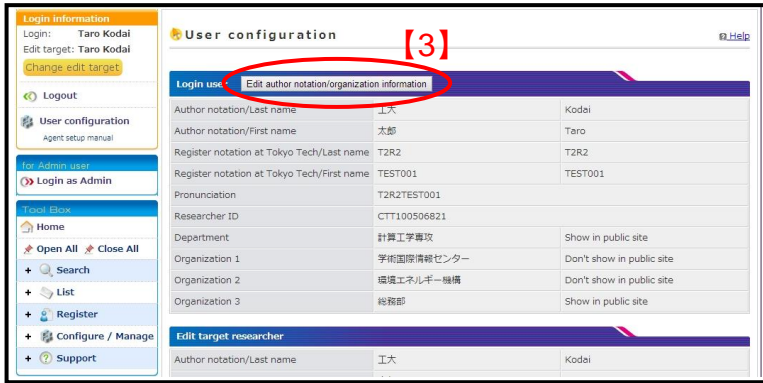 Login information
Login: Taro Kodai
Edit target: Taro Kodai
Change edit target
Logout
User configuration
Agent setup manual
for Admin user
Login as Admin
Tool Box
Home
Open All Close All
+ Search
+ List
+ Register
+ Configure / Manage
+ Support
User configuration
【3】
Help
Login user Edit author notation/organization information
Author notation/Last name 工大 Kodai
Author notation/First name 太郎 Taro
Register notation at Tokyo Tech/Last name T2R2 T2R2
Register notation at Tokyo Tech/First name TEST001 TEST001
Pronunciation T2R2TEST001
Researcher ID CTT100506821
Department 計算工学専攻 Show in public site
Organization 1 学術国際情報センター Don't show in public site
Organization 2 環境エネルギー機構 Don't show in public site
Organization 3 総務部 Show in public site
Edit target researcher
Author notation/Last name 工大 Kodai